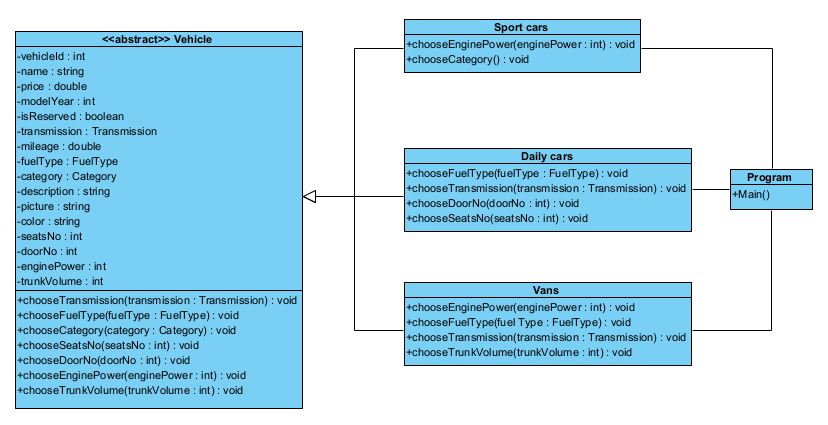 <<abstract>> Vehicle
-vehicleId : int
-name : string
-price : double
-modelYear : int
-isReserved : boolean
-transmission : Transmission
-mileage : double
-fuelType : FuelType
-category : Category
-description : string
-picture : string
-color : string
-seatsNo : int
-doorNo : int
-enginePower : int
-trunkVolume : int
+chooseTransmission(transmission : Transmission) : void
+chooseFuelType(fuelType : FuelType) : void
+chooseCategory(category : Category) : void
+chooseSeatsNo(seatsNo : int) : void
+chooseDoorNo(doorNo : int) : void
+chooseEnginePower(enginePower : int) : void
+chooseTrunkVolume(trunkVolume : int) : void
Sport cars
+chooseEnginePower(enginePower : int) : void
+chooseCategory() : void
Daily cars
+chooseFuelType(fuelType : FuelType) : void
+chooseTransmission(transmission : Transmission) : void
+chooseDoorNo(doorNo : int) : void
+chooseSeatsNo(seatsNo : int) : void
Vans
+chooseEnginePower(enginePower : int) : void
+chooseFuelType(fuel Type : FuelType) : void
+chooseTransmission(transmission : Transmission) : void
+chooseTrunkVolume(trunkVolume : int) : void
Program
+Main()